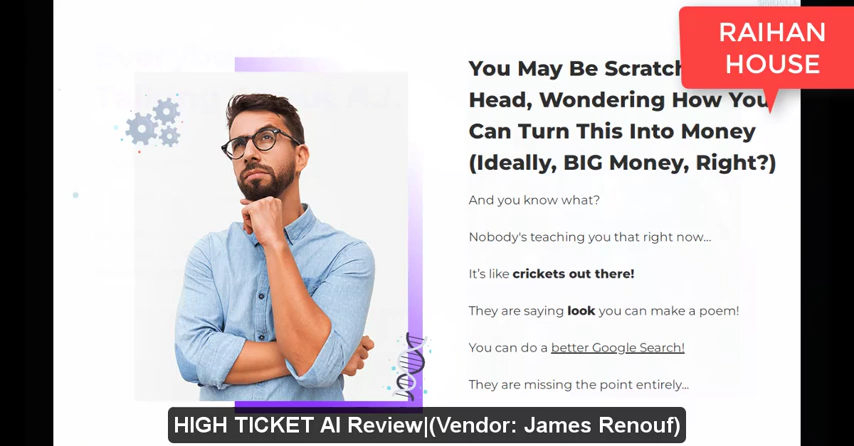 RAIHAN
HOUSE
You May Be Scratch
Head, Wondering How You
Can Turn This Into Money
(Ideally, BIG Money, Right?)
And you know what?
Nobody's teaching you that right now...
It's like crickets out there!
They are saying look you can make a poem!
You can do a better Google Search!
They are missing the point entirely...
HIGH TICKET AI Review|(Vendor: James Renouf)